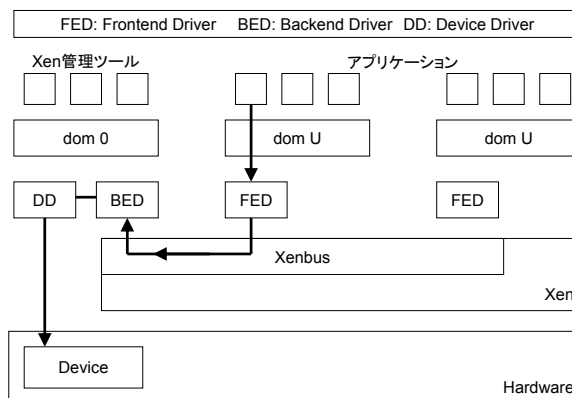 FED: Frontend Driver BED: Backend Driver DD: Device Driver
Xen管理ツール
アプリケーション
dom 0
dom U
dom U
DD
BED
FED
FED
Xenbus
Xen
Device
Hardware